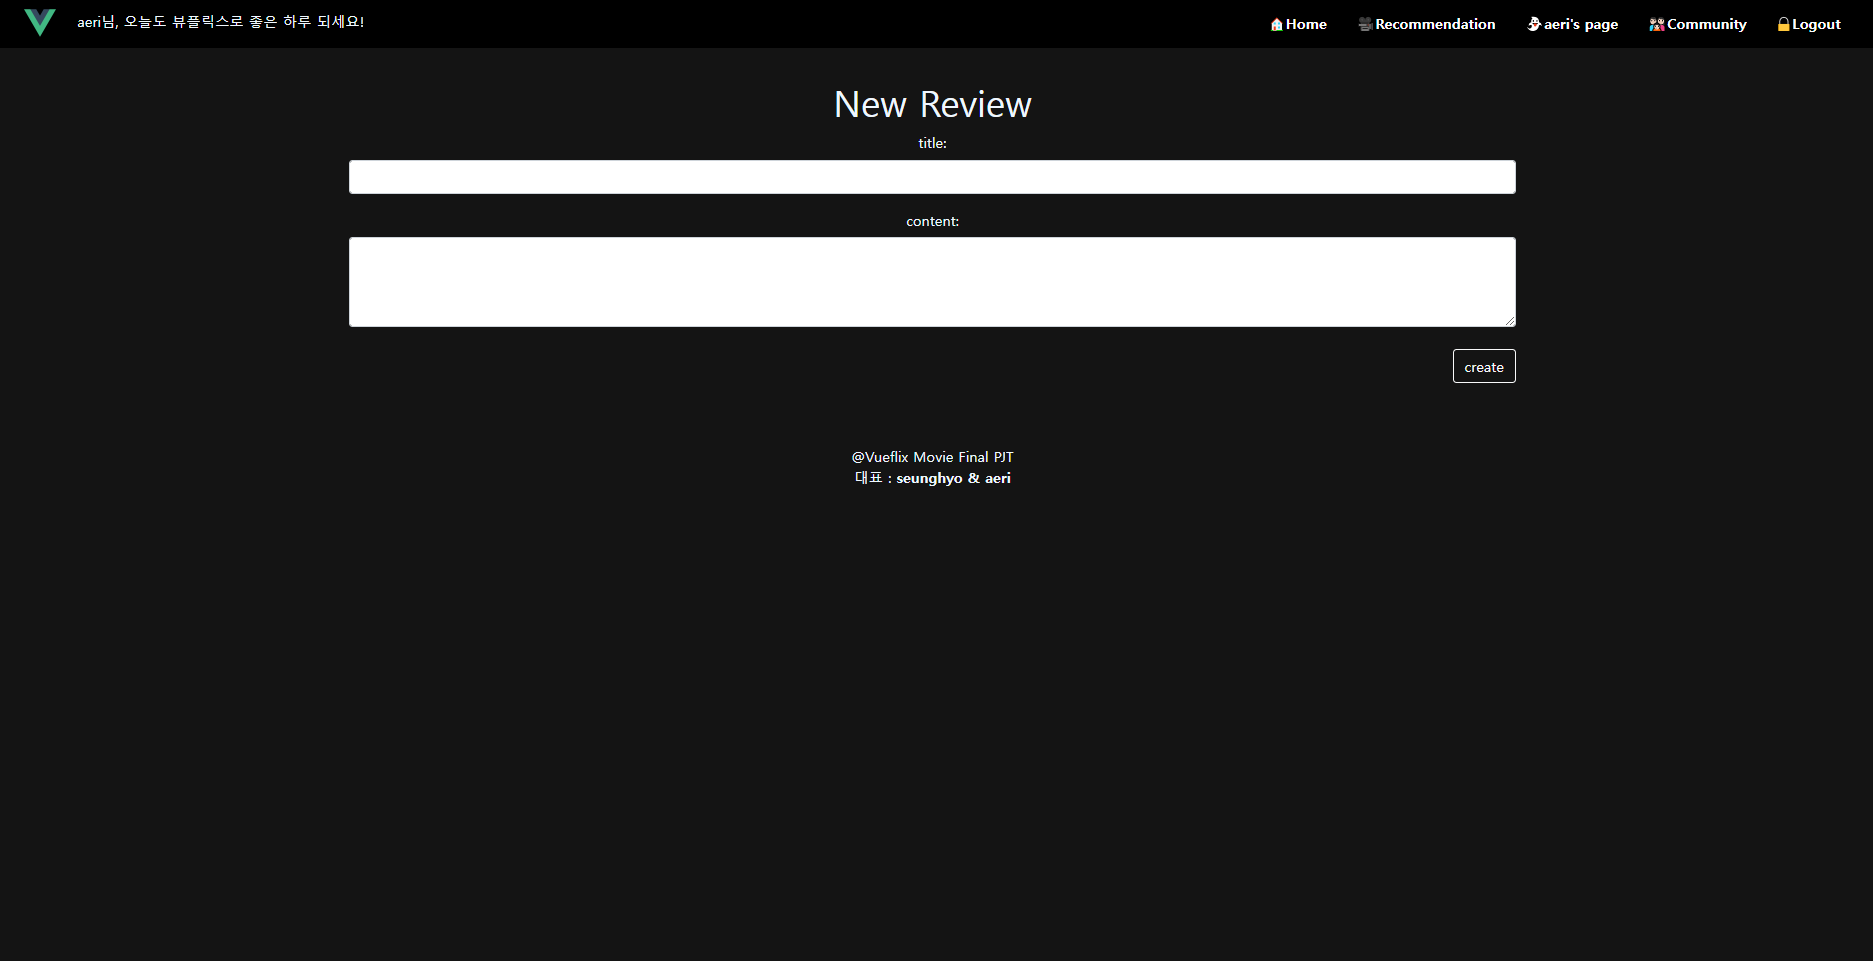 aeri님, 오늘도 뷰플릭스로 좋은 하루 되세요!
Home Recommendation aeri's page Community Logout
New Review
title:
content:
create
@Vueflix Movie Final PJT
대표 : seunghyo & aeri